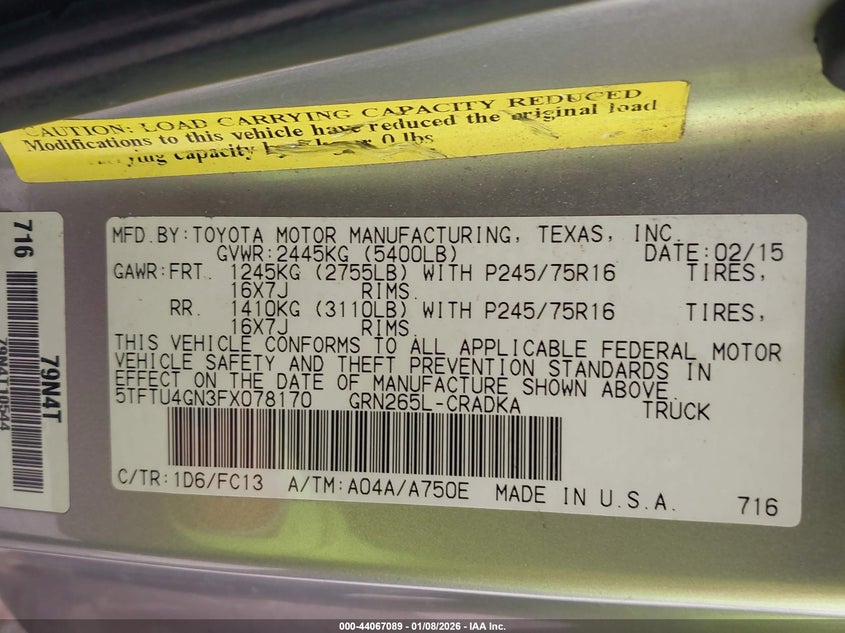 CAUTION: LOAD CARRYING CAPACITY REDUCED
Modifications to this vehicle have reduced the original load
capacity 0 lbs
716
79N4T
MFD.BY:TOYOTA MOTOR MANUFACTURING, TEXAS, INC.
GVWR:2445KG (5400LB) DATE:02/15
GAWR:FRT. 1245KG (2755LB) WITH P245/75R16 TIRES,
16X7J RIMS.
RR. 1410KG (3110LB) WITH P245/75R16 TIRES,
16X7J RIMS.
THIS VEHICLE CONFORMS TO ALL APPLICABLE FEDERAL MOTOR
VEHICLE SAFETY AND THEFT PREVENTION STANDARDS IN
EFFECT ON THE DATE OF MANUFACTURE SHOWN ABOVE.
5TFTU4GN3FX078170 GRN265L-CRADKA TRUCK
C/TR:1D6/FC13 A/TM:A04A/A750E MADE IN U.S.A. 716
000-44067089 - 01/08/2026 - IAA Inc.